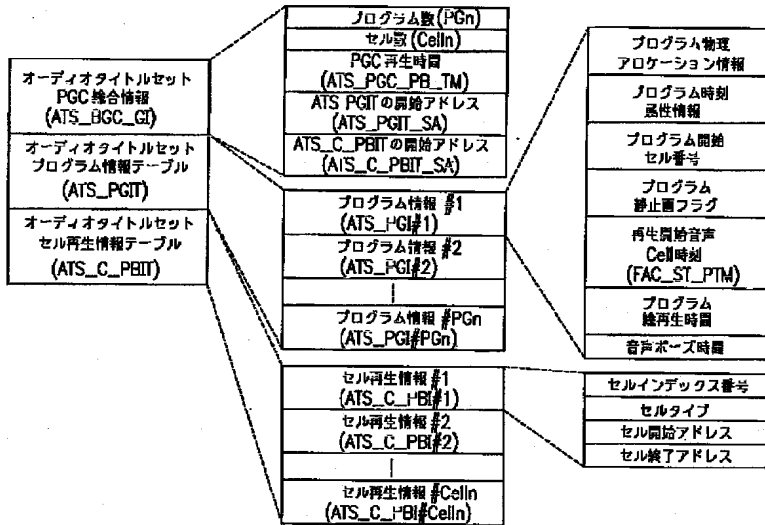 オーディオタイトルセット
PGC 総合情報
(ATS_BGC_GI)
オーディオタイトルセット
プログラム情報テーブル
(ATS_PGIT)
オーディオタイトルセット
セル再生情報テーブル
(ATS_C_PBIT)
プログラム数(PGn)
セル数(Celln)
PGC 再生時間
(ATS_PGC_PB_TM)
ATS PGITの開始アドレス
(ATS_PGIT_SA)
ATS_C_PBITの開始アドレス
(ATS_C_PBIT_SA)
プログラム情報 #1
(ATS_PGI#1)
プログラム情報 #2
(ATS_PGI#2)
プログラム情報 #PGn
(ATS_PGI#PGn)
セル再生情報 #1
(ATS_C_PBI#1)
セル再生情報 #2
(ATS_C_PBI#2)
セル再生情報 #Celln
(ATS_C_PBI#Celln)
プログラム物理
アロケーション情報
プログラム時刻
属性情報
プログラム開始
セル番号
プログラム
静止画フラグ
再生開始音声
Cell時刻
(FAC_ST_PTM)
プログラム
総再生時間
音声ポーズ時間
セルインデックス番号
セルタイプ
セル開始アドレス
セル終了アドレス